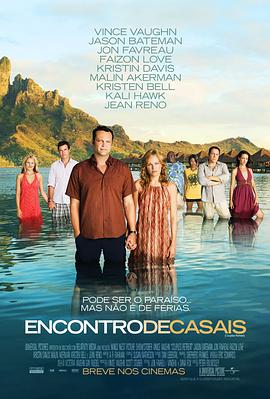 VINCE VAUGHN
JASON BATEMAN
JON FAVREAU
FAIZON LOVE
KRISTIN DAVIS
MALIN AKERMAN
KRISTEN BELL
KALI HAWK
JEAN RENO
PODE SER O PARAÍSO...
MAS NÃO É DE FÉRIAS.
ENCONTRODECASAIS
BREVE NOS CINEMAS